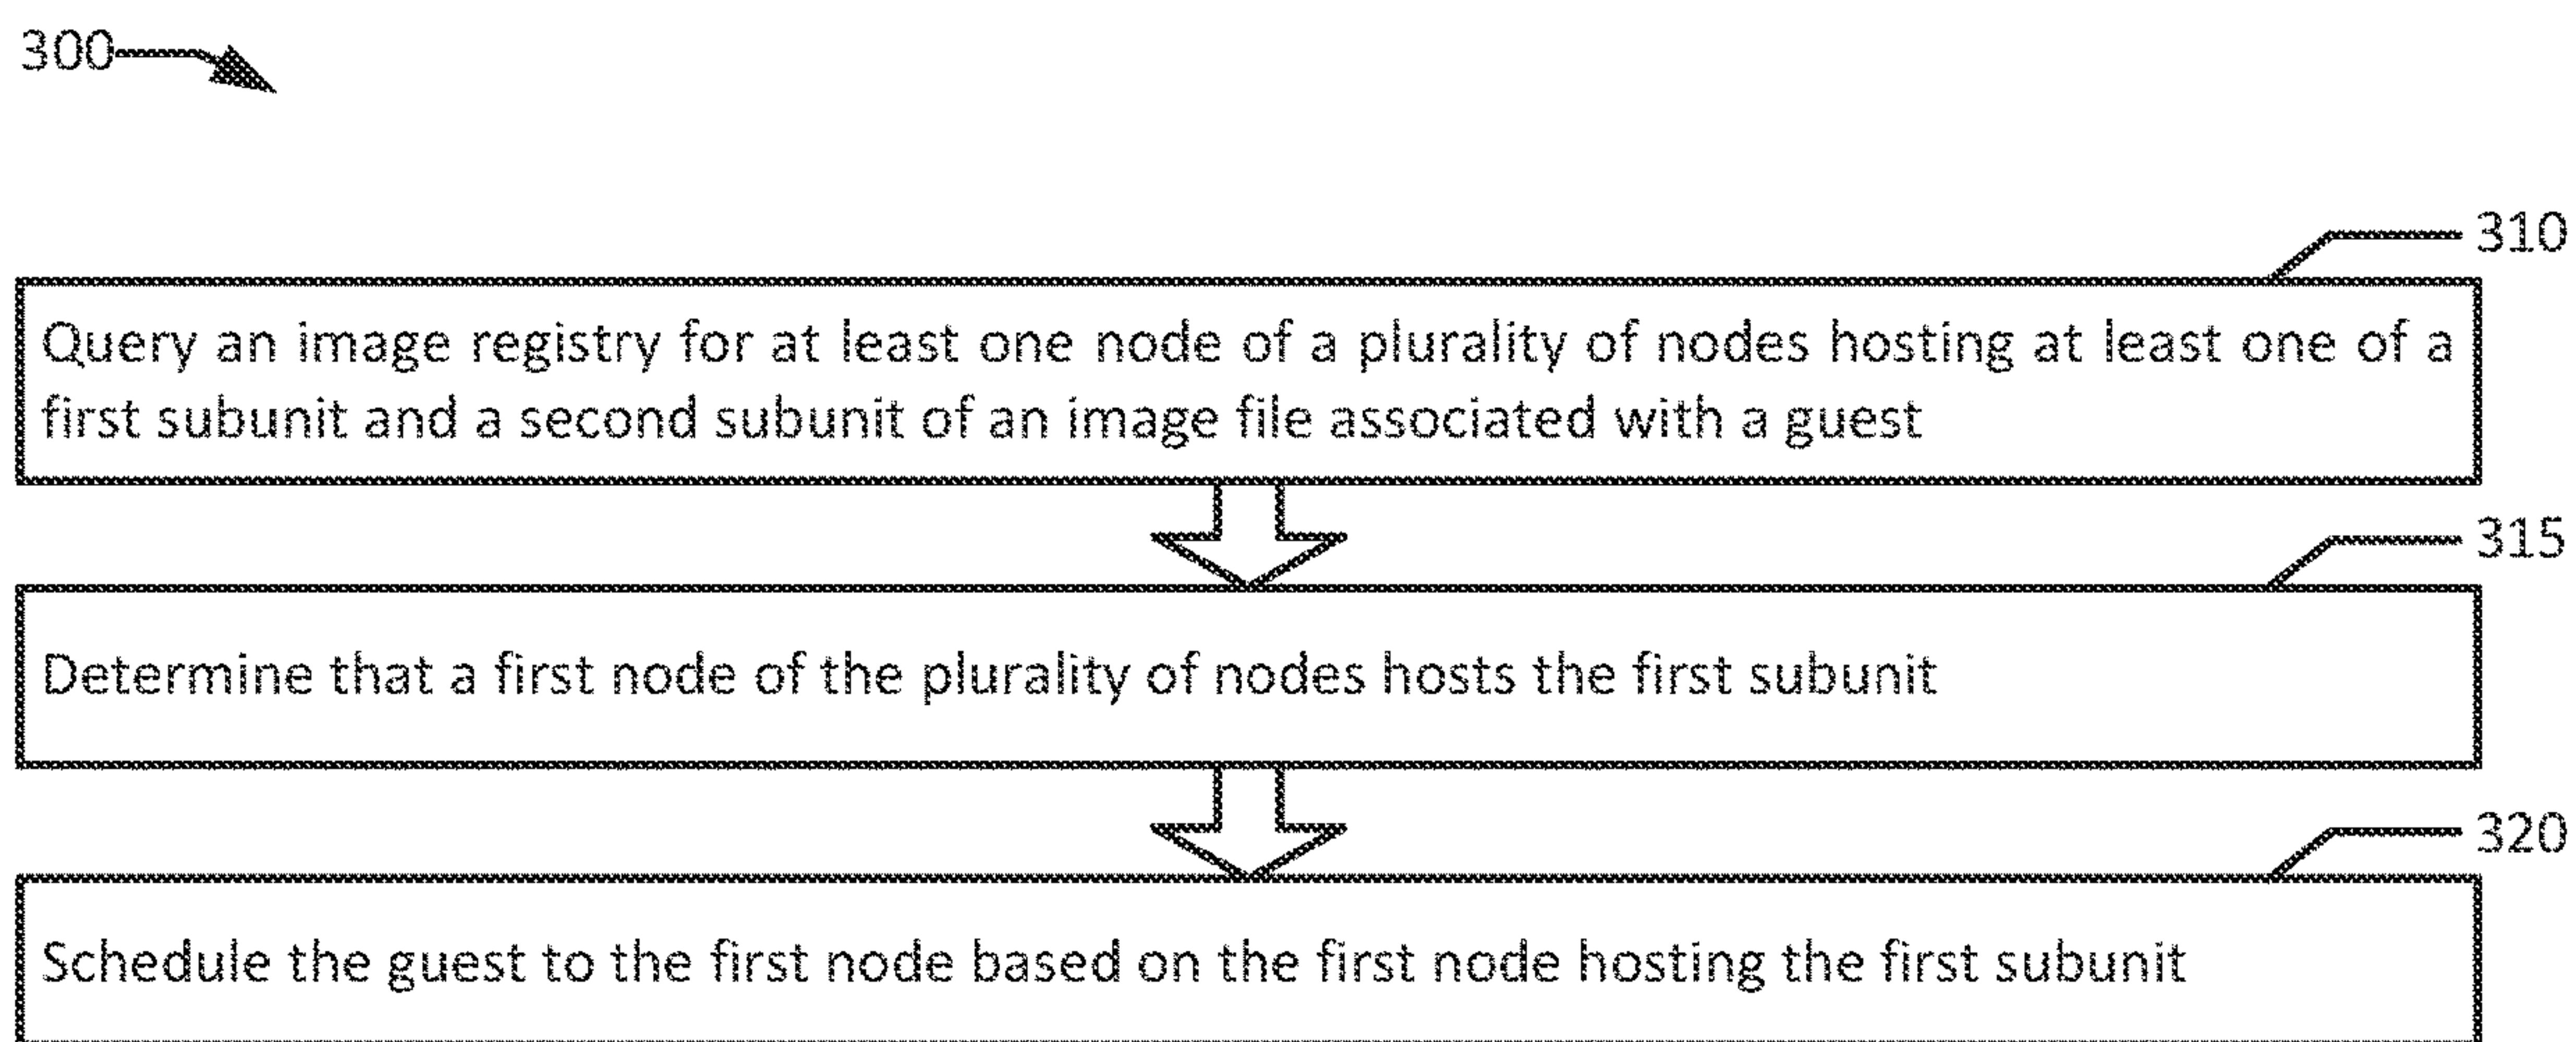 300
310
Query an image registry for at least one node of a plurality of nodes hosting at least one of a
first subunit and a second subunit of an image file associated with a guest
315
Determine that a first node of the plurality of nodes hosts the first subunit
320
Schedule the guest to the first node based on the first node hosting the first subunit